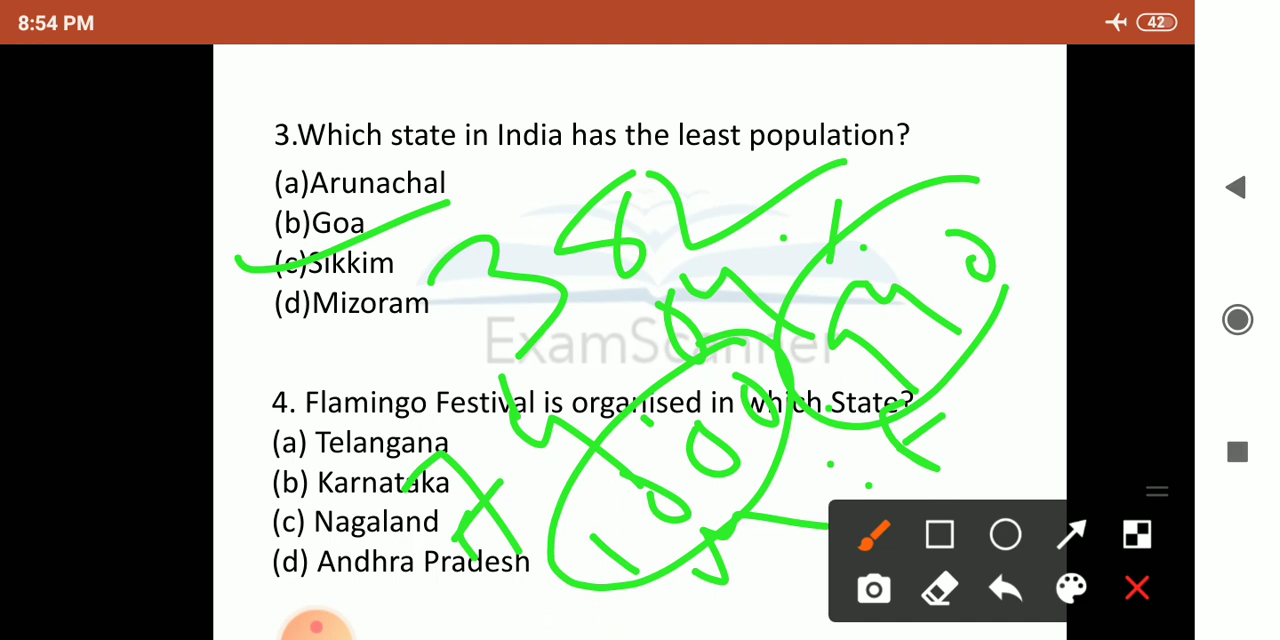 8:54 PM
42
3.Which state in India has the least population?
(a)Arunachal
(b)Goa
(c)Sikkim
(d)Mizoram
ExamScanner
4. Flamingo Festival is organised in which State?
(a) Telangana
(b) Karnataka
(c) Nagaland
(d) Andhra Pradesh